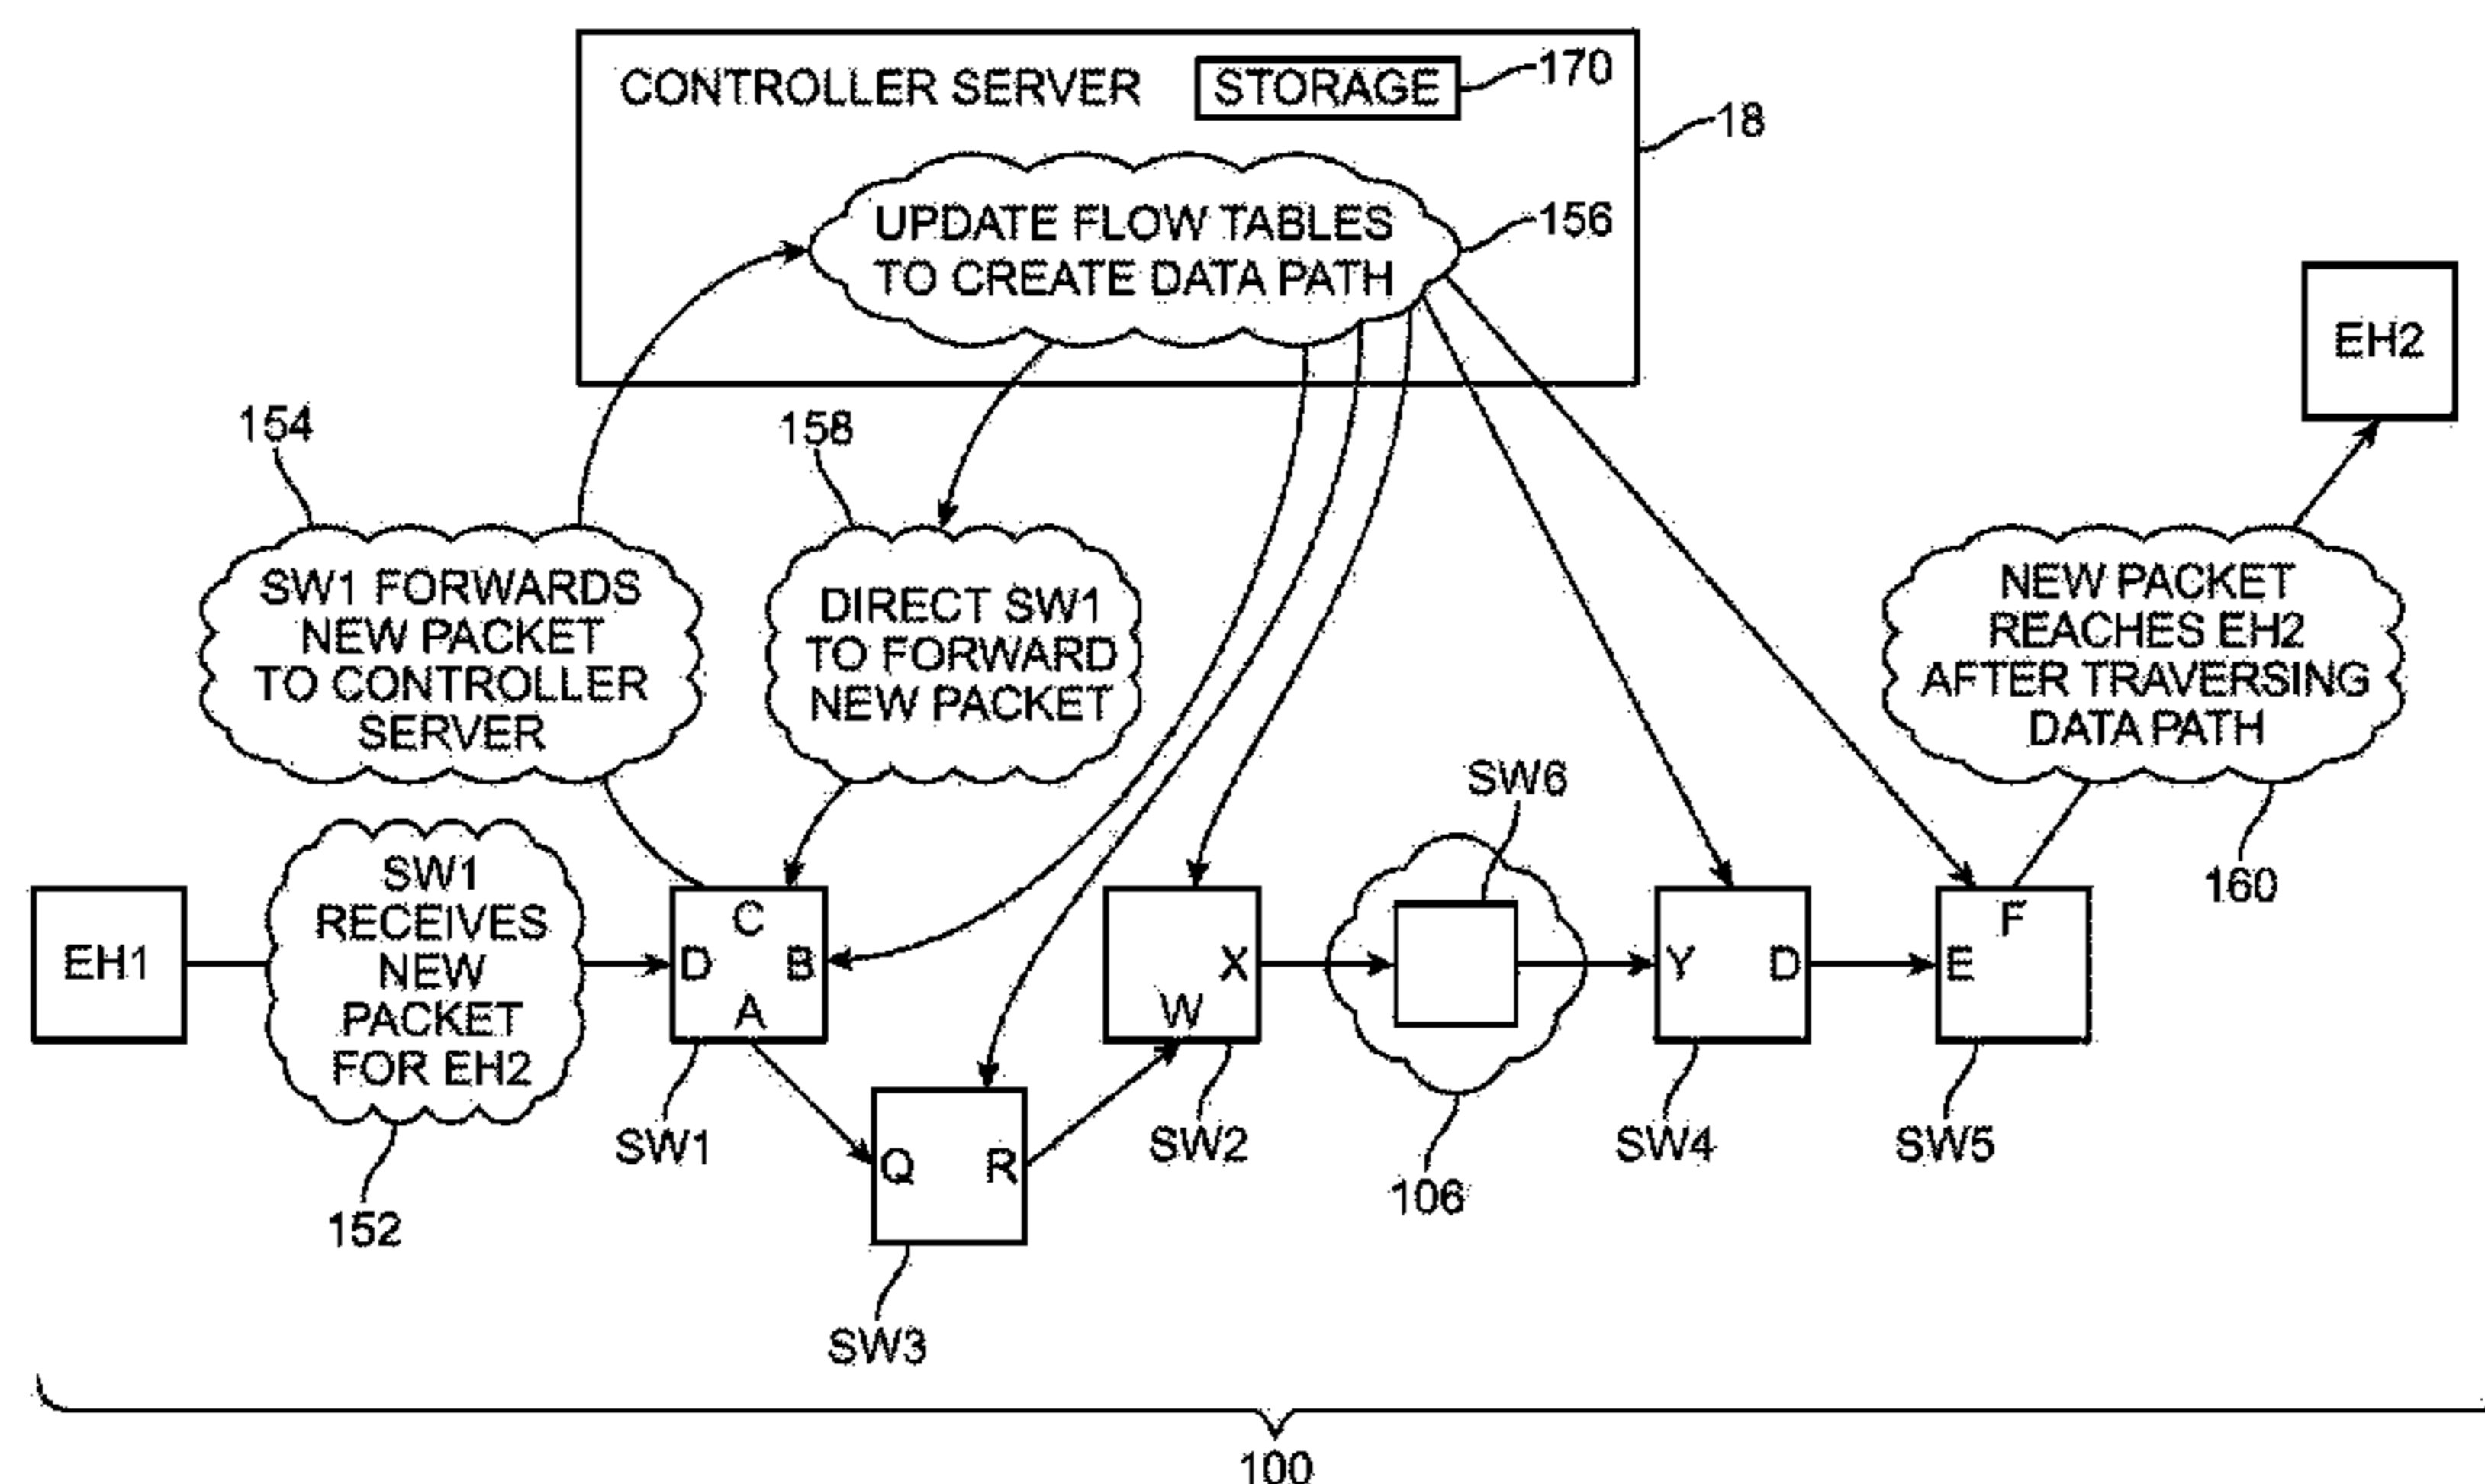 CONTROLLER SERVER
STORAGE
170
18
UPDATE FLOW TABLES
TO CREATE DATA PATH
156
EH2
154
158
SW1 FORWARDS
NEW PACKET
TO CONTROLLER
SERVER
DIRECT SW1
TO FORWARD
NEW PACKET
NEW PACKET
REACHES EH2
AFTER TRAVERSING
DATA PATH
160
SW6
EH1
SW1
RECEIVES
NEW
PACKET
FOR EH2
152
C
D
B
A
SW1
Q
R
SW3
X
W
SW2
106
Y
D
SW4
F
E
SW5
100